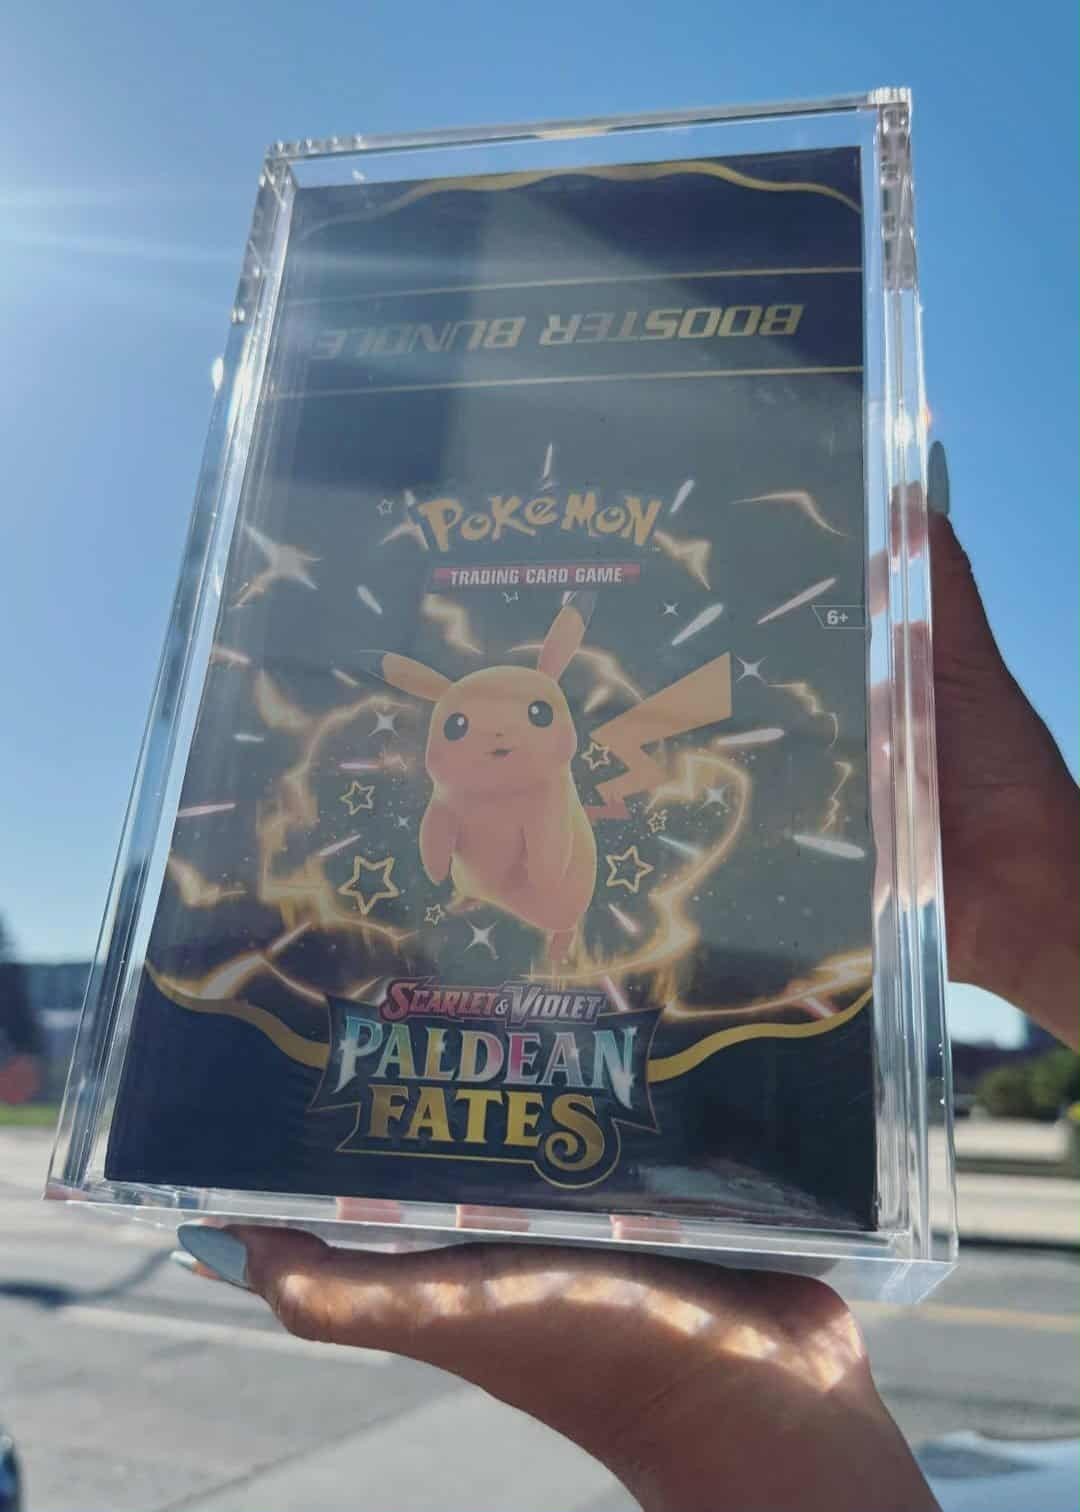 BOOSTER BUNDLE
POKéMON
TRADING CARD GAME
6+
SCARLET & VIOLET
PALDEAN
FATES